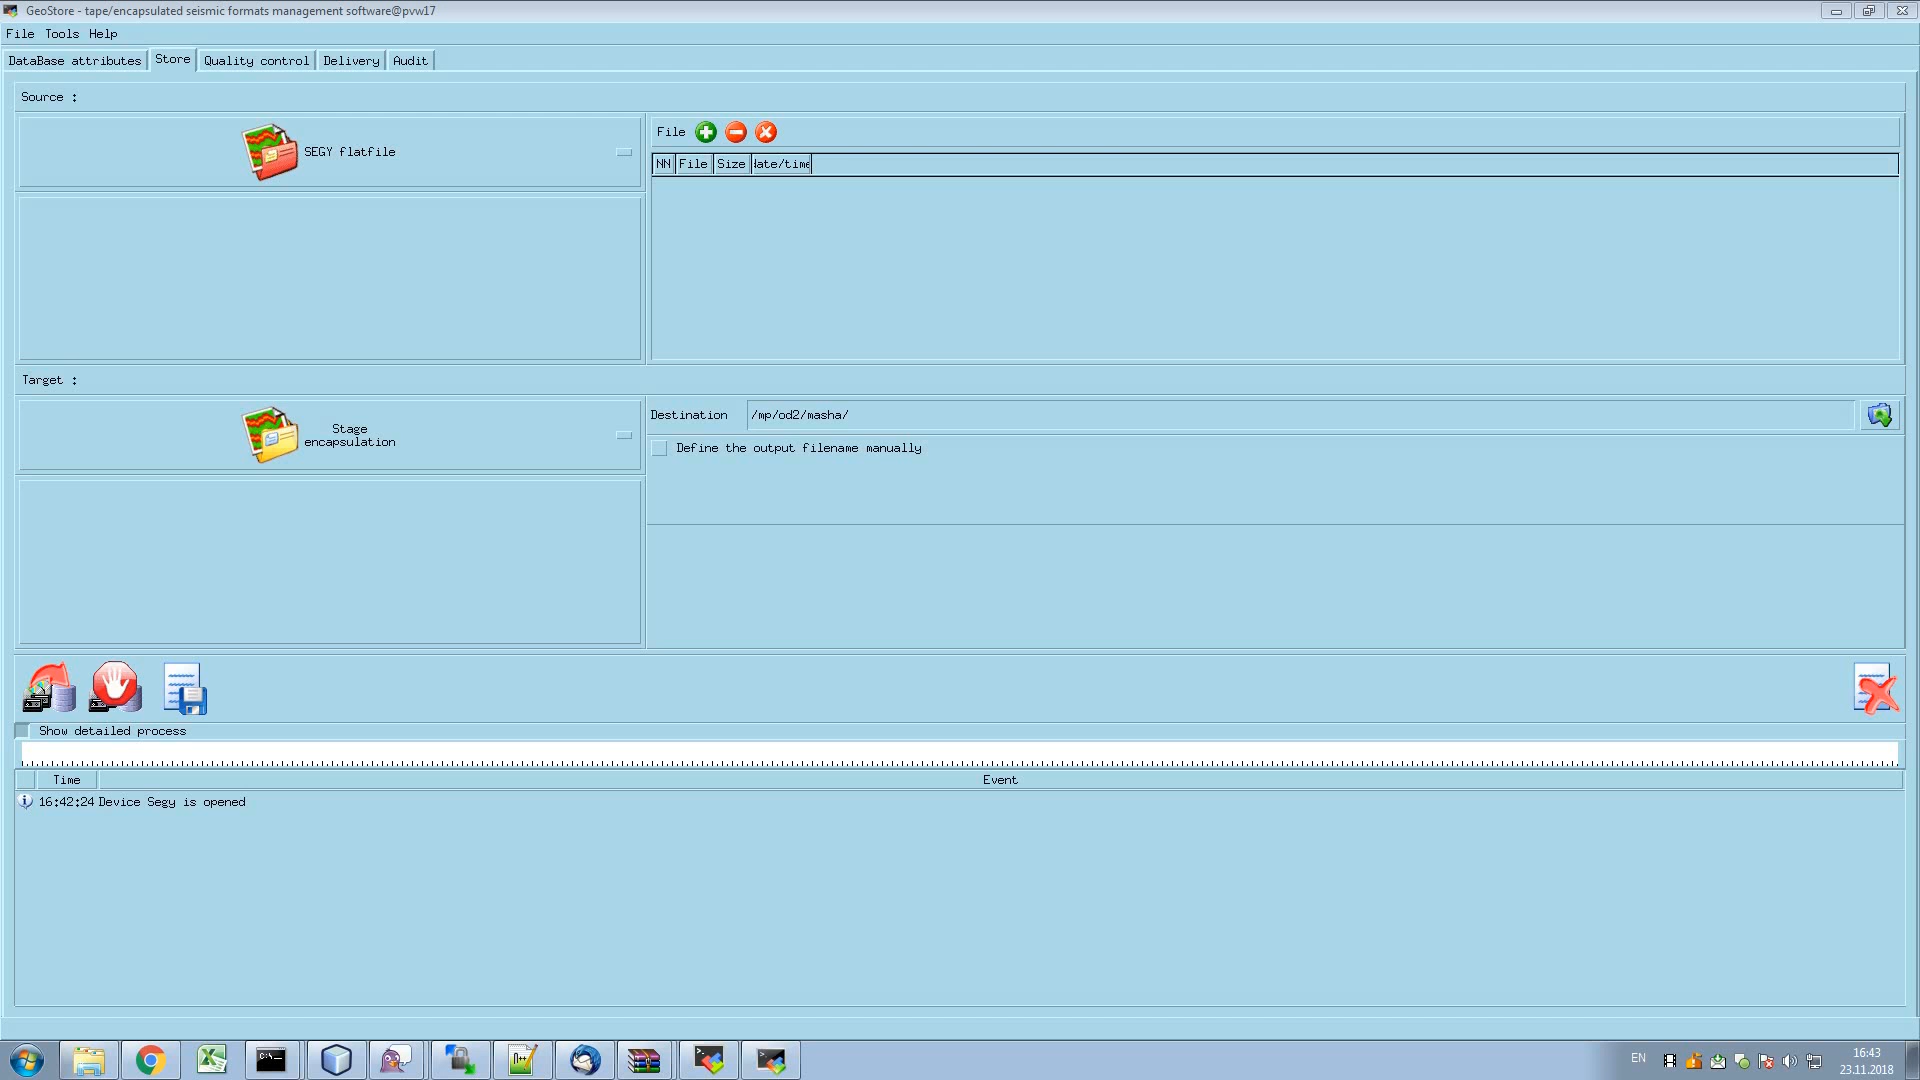 GeoStore - tape/encapsulated seismic formats management software@pvw17
File Tools Help
DataBase attributes Store Quality control Delivery Audit
Source :
SEGY flatfile
File
NN File Size date/time
Target :
Stage
encapsulation
Destination /mp/od2/masha/
Define the output filename manually
Show detailed process
Time Event
16:42:24 Device Segy is opened
C:\
EN
16:43
23.11.2018